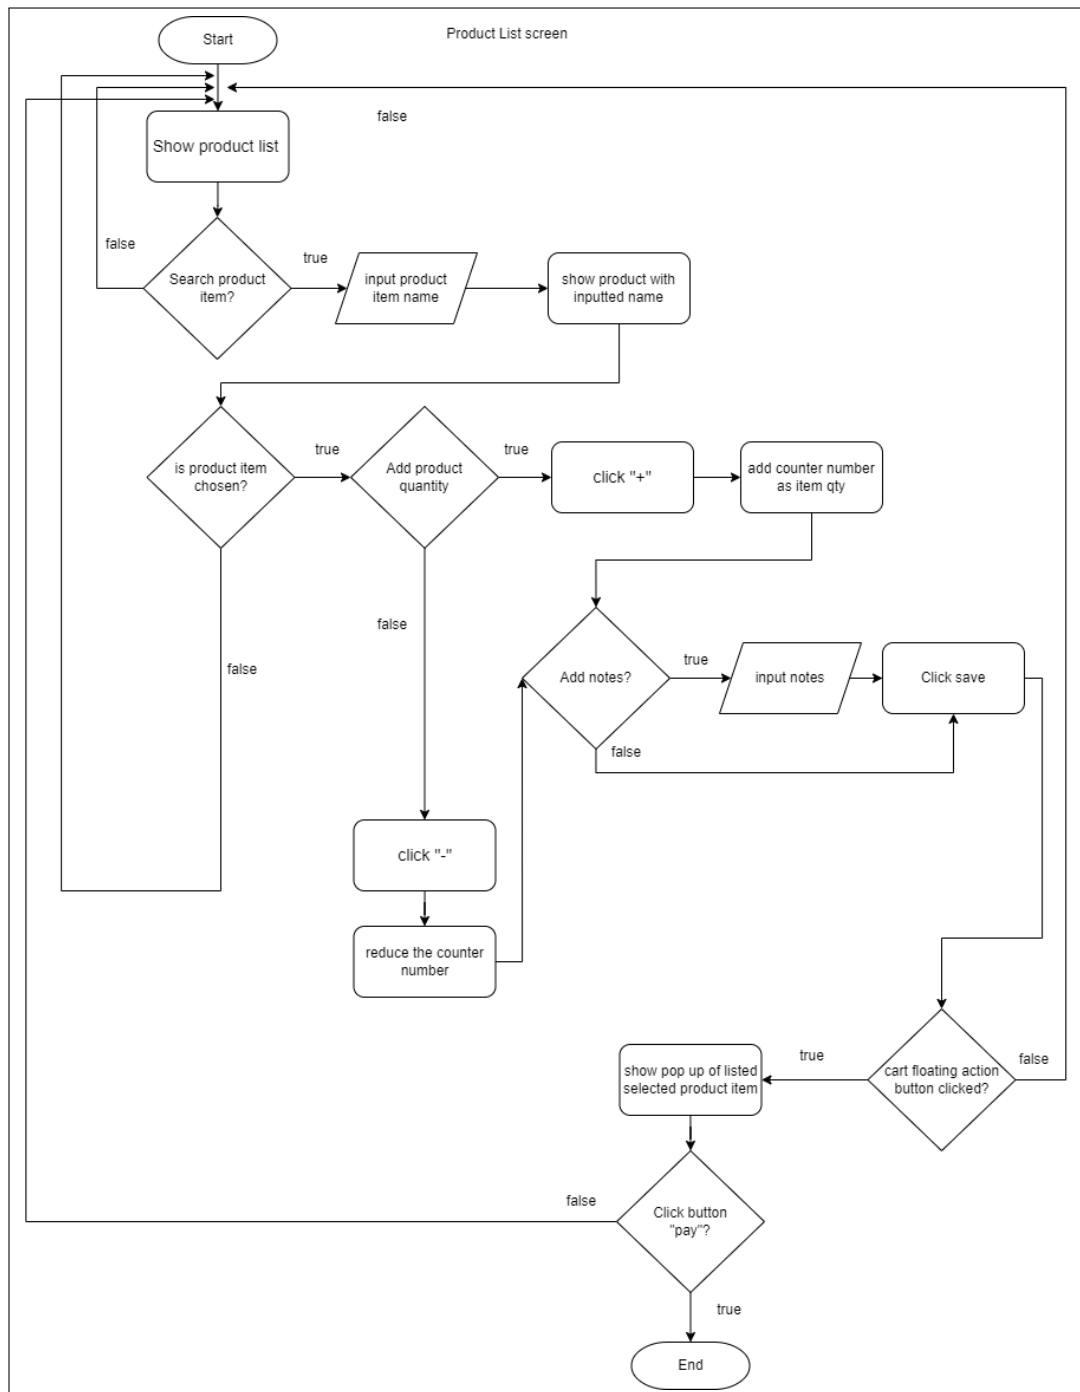 Start
Product List screen
false
Show product list
false
true
Search product
item?
input product
item name
show product with
inputted name
is product item
chosen?
true
Add product
quantity
true
click "+"
add counter number
as item qty
false
false
Add notes?
true
input notes
Click save
false
click "-"
reduce the counter
number
show pop up of listed
selected product item
true
cart floating action
button clicked?
false
false
Click button
"pay"?
true
End